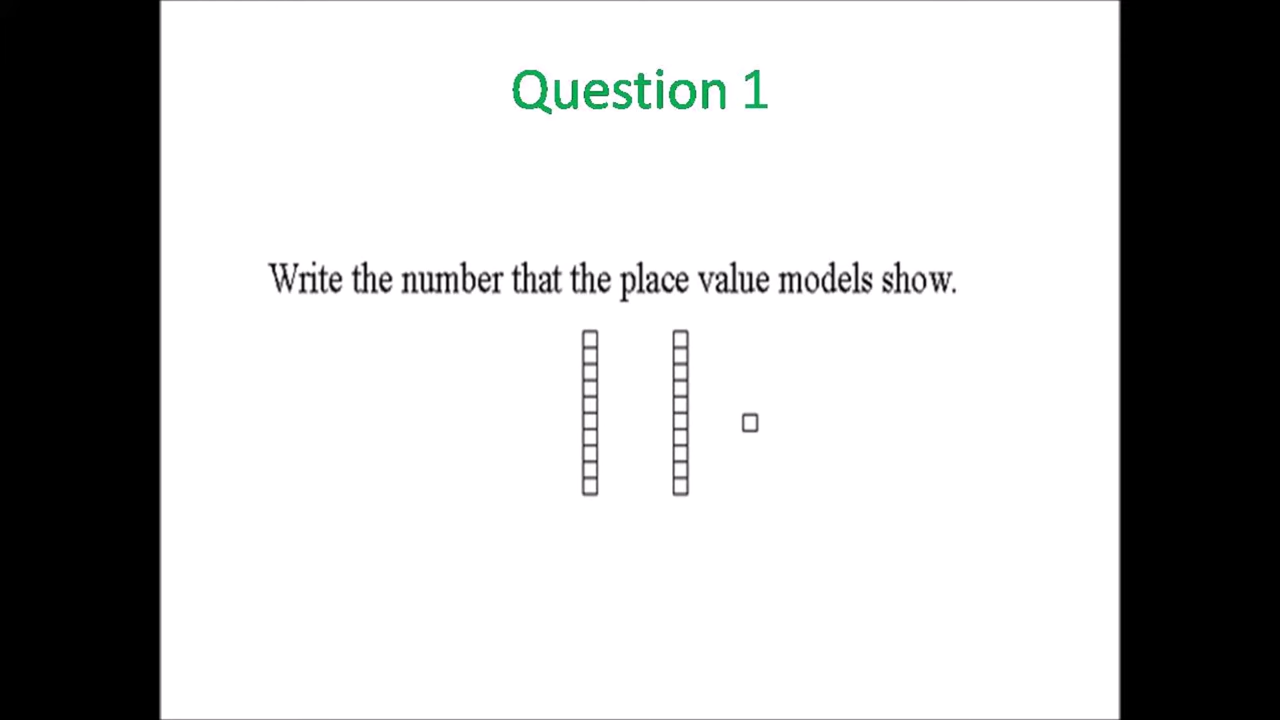 Question 1
Write the number that the place value models show.